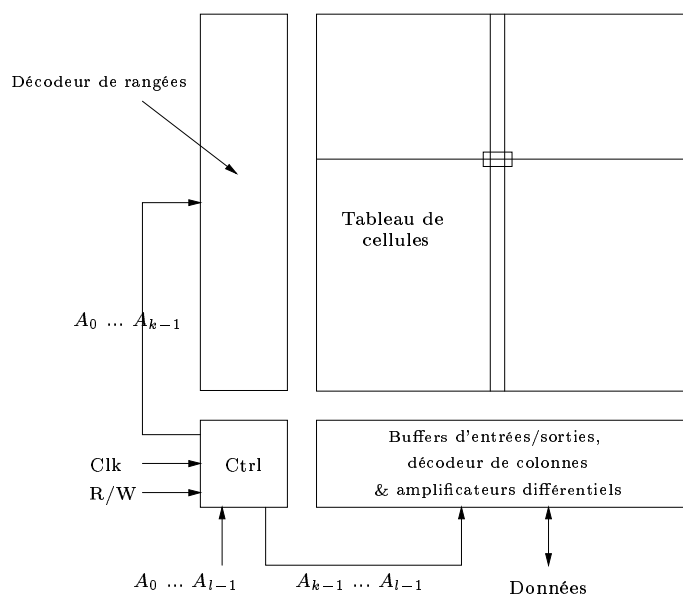 Décodeur de rangées
Tableau de
cellules
A₀ ... Aₖ₋₁
Clk
R/W
Ctrl
Buffers d'entrées/sorties,
décodeur de colonnes
& amplificateurs différentiels
A₀ ... Aₗ₋₁
Aₖ₋₁ ... Aₗ₋₁
Données